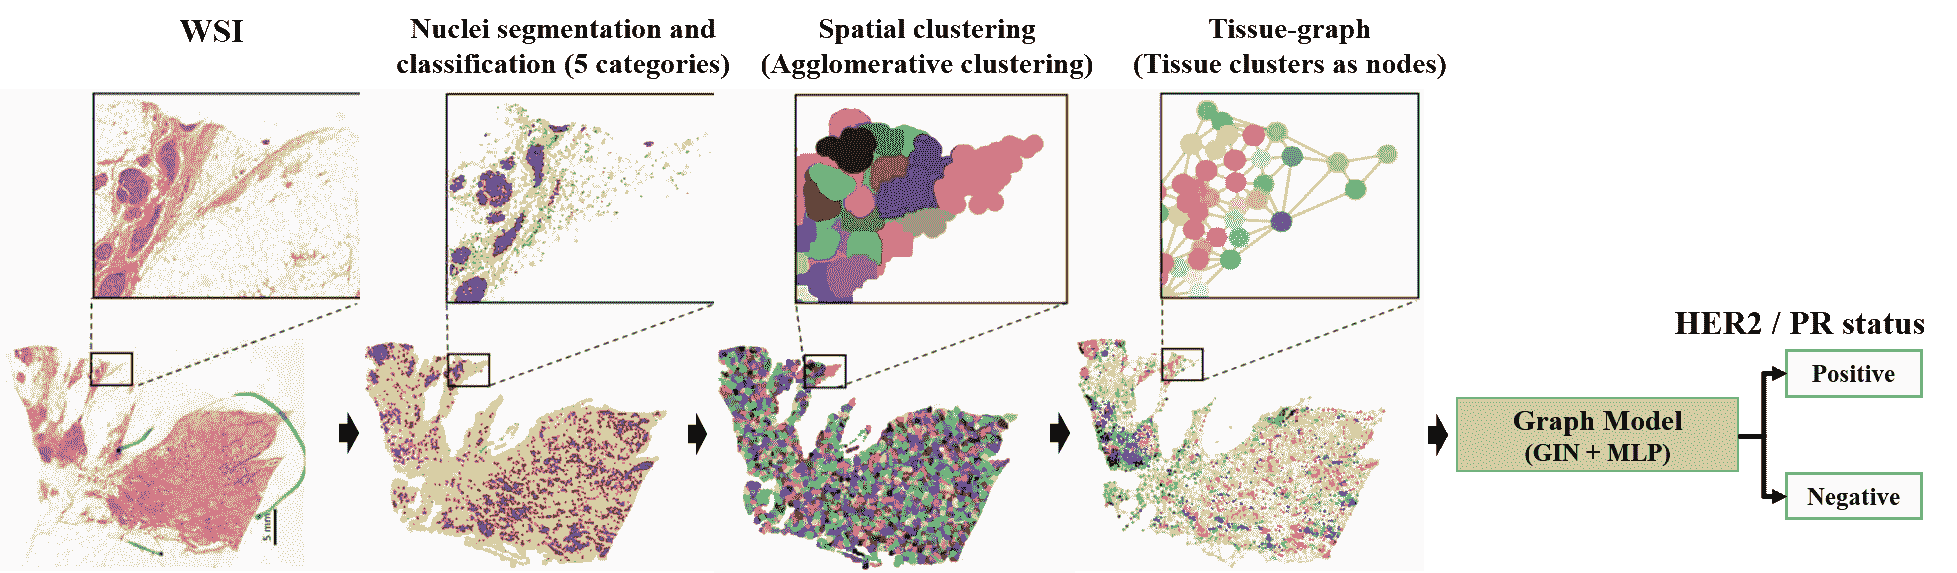 WSI
Nuclei segmentation and
classification (5 categories)
Spatial clustering
(Agglomerative clustering)
Tissue-graph
(Tissue clusters as nodes)
5 mm
HER2 / PR status
Positive
Graph Model
(GIN + MLP)
Negative